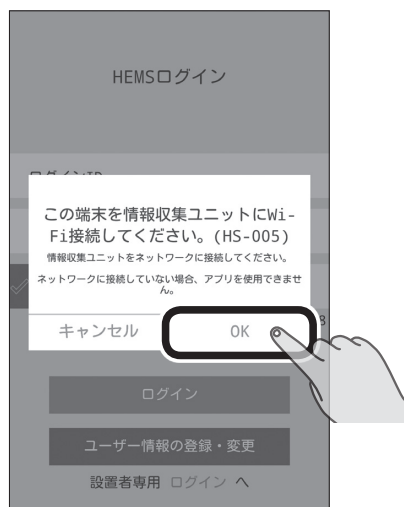 HEMSログイン
ログインID
この端末を情報収集ユニットにWi-
Fi接続してください。(HS-005)
情報収集ユニットをネットワークに接続してください。
ネットワークに接続していない場合、アプリを使用できませ
ん。
キャンセル
OK
ログイン
ユーザー情報の登録・変更
設置者専用 ログイン へ